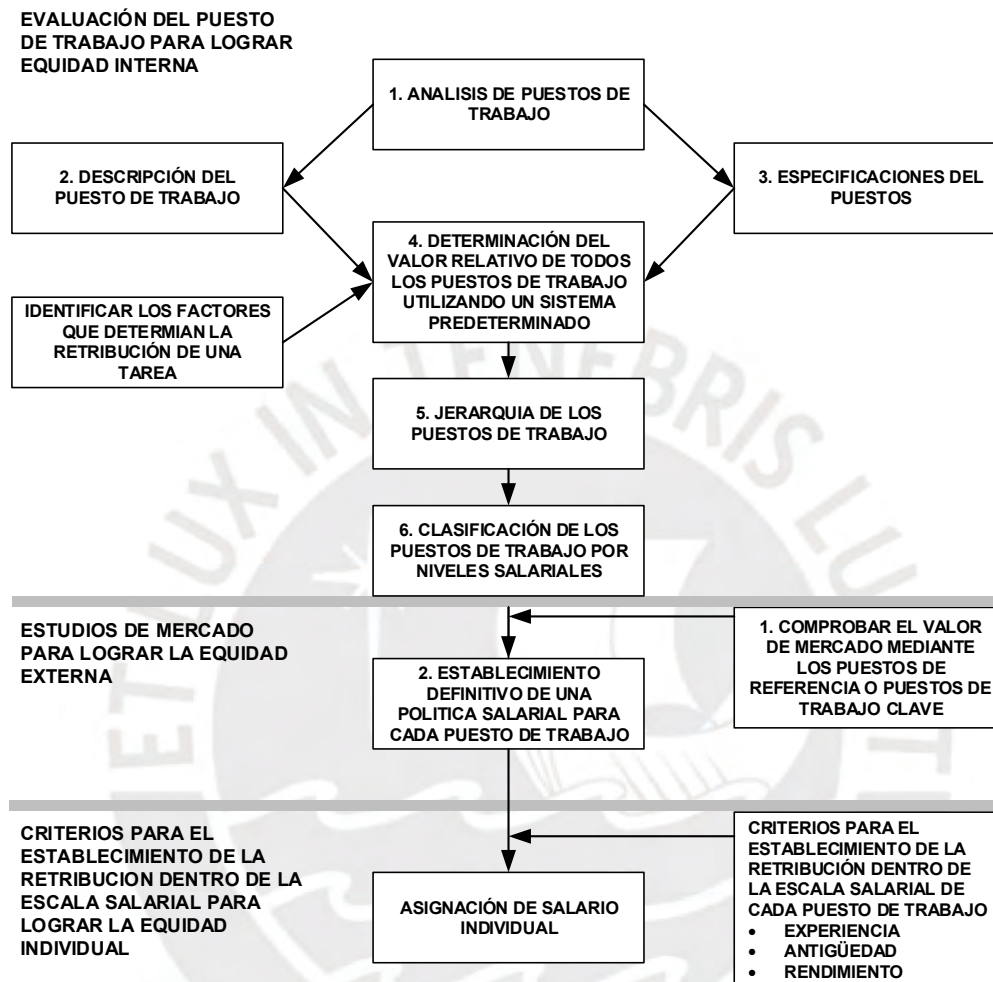 EVALUACIÓN DEL PUESTO
DE TRABAJO PARA LOGRAR
EQUIDAD INTERNA
1. ANALISIS DE PUESTOS DE
TRABAJO
2. DESCRIPCIÓN DEL
PUESTO DE TRABAJO
3. ESPECIFICACIONES DEL
PUESTOS
4. DETERMINACIÓN DEL
VALOR RELATIVO DE TODOS
LOS PUESTOS DE TRABAJO
UTILIZANDO UN SISTEMA
PREDETERMINADO
IDENTIFICAR LOS FACTORES
QUE DETERMIAN LA
RETRIBUCIÓN DE UNA
TAREA
5. JERARQUIA DE LOS
PUESTOS DE TRABAJO
6. CLASIFICACIÓN DE LOS
PUESTOS DE TRABAJO POR
NIVELES SALARIALES
ESTUDIOS DE MERCADO
PARA LOGRAR LA EQUIDAD
EXTERNA
1. COMPROBAR EL VALOR
DE MERCADO MEDIANTE
LOS PUESTOS DE
REFERENCIA O PUESTOS DE
TRABAJO CLAVE
2. ESTABLECIMIENTO
DEFINITIVO DE UNA
POLITICA SALARIAL PARA
CADA PUESTO DE TRABAJO
CRITERIOS PARA EL
ESTABLECIMIENTO DE LA
RETRIBUCION DENTRO DE LA
ESCALA SALARIAL PARA
LOGRAR LA EQUIDAD
INDIVIDUAL
ASIGNACIÓN DE SALARIO
INDIVIDUAL
CRITERIOS PARA EL
ESTABLECIMIENTO DE LA
RETRIBUCIÓN DENTRO DE
LA ESCALA SALARIAL DE
CADA PUESTO DE TRABAJO
• EXPERIENCIA
• ANTIGÜEDAD
• RENDIMIENTO
ET LUX IN TENEBRIS LU